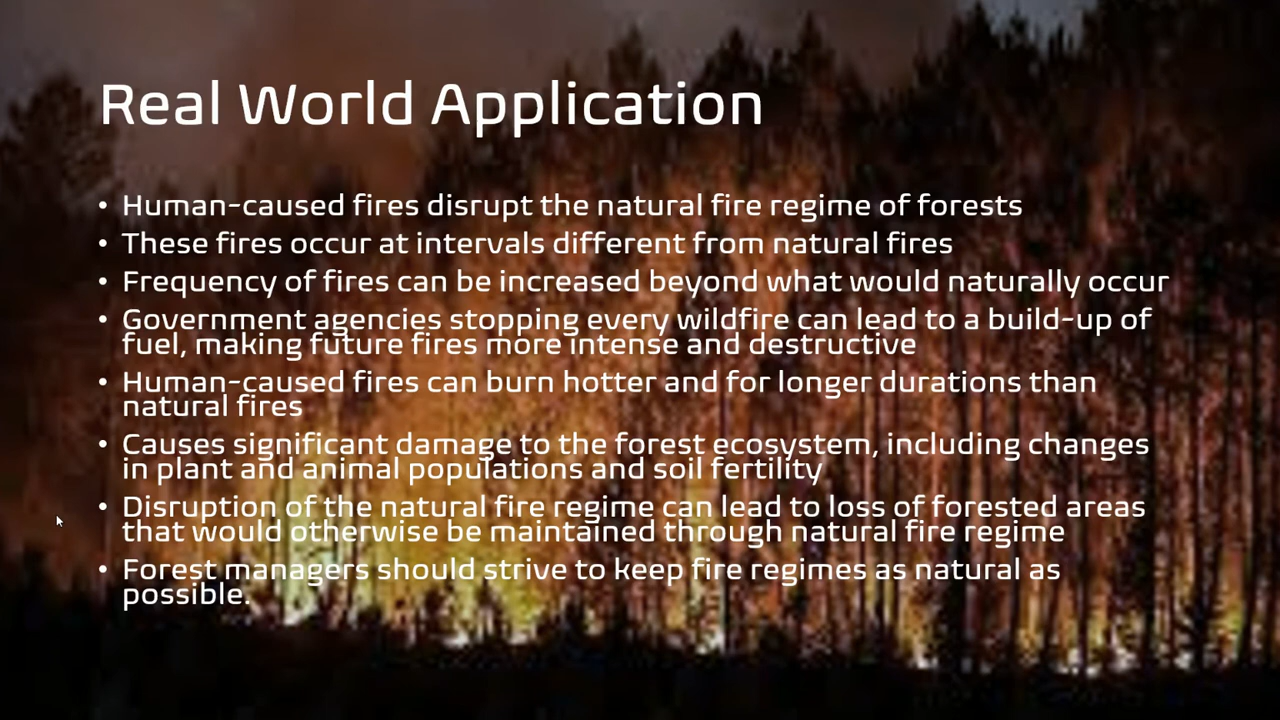 Real World Application
• Human-caused fires disrupt the natural fire regime of forests
• These fires occur at intervals different from natural fires
• Frequency of fires can be increased beyond what would naturally occur
• Government agencies stopping every wildfire can lead to a build-up of
fuel, making future fires more intense and destructive
• Human-caused fires can burn hotter and for longer durations than
natural fires
• Causes significant damage to the forest ecosystem, including changes
in plant and animal populations and soil fertility
• Disruption of the natural fire regime can lead to loss of forested areas
that would otherwise be maintained through natural fire regime
• Forest managers should strive to keep fire regimes as natural as
possible.